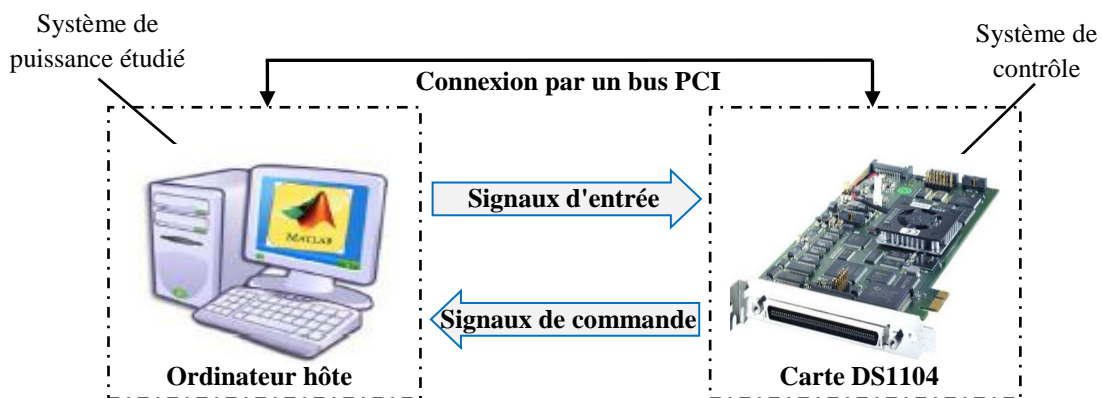 Système de
puissance étudié
Système de
contrôle
Connexion par un bus PCI
Signaux d'entrée
MATLAB
Signaux de commande
Ordinateur hôte
Carte DS1104